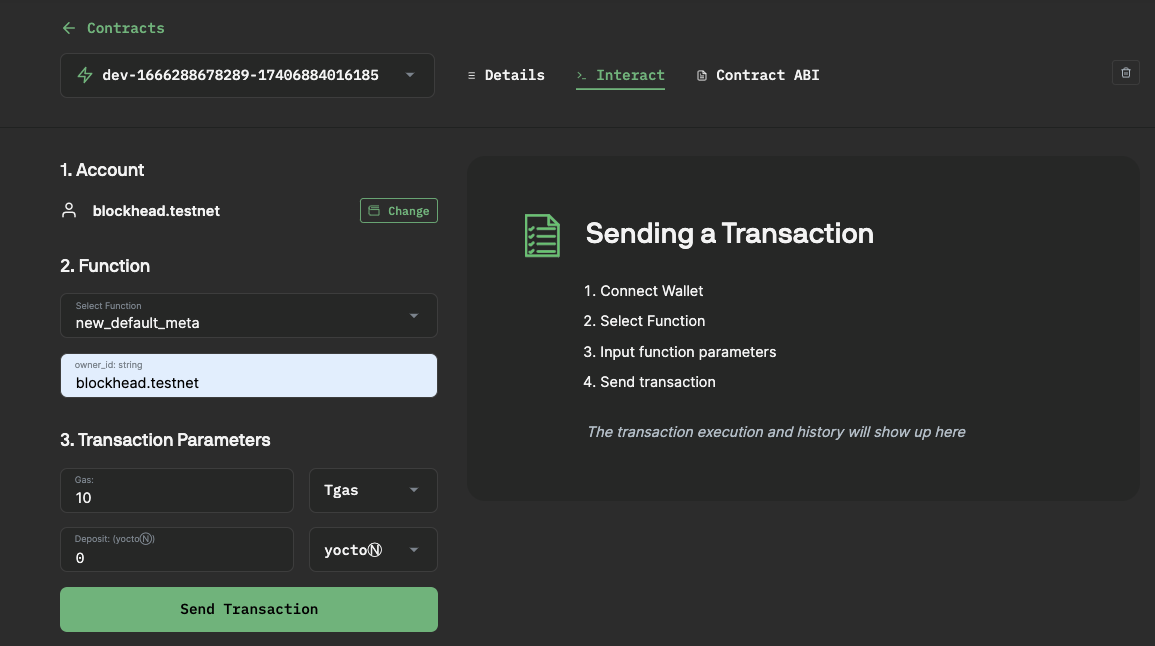 Contracts
dev-1666288678289-17406884016185
Details
Interact
Contract ABI
1. Account
blockhead.testnet
Change
2. Function
Select Function
new_default_meta
owner_id: string
blockhead.testnet
3. Transaction Parameters
Gas:
10
Tgas
Deposit: (yoctoⓃ)
0
yoctoⓃ
Send Transaction
Sending a Transaction
1. Connect Wallet
2. Select Function
3. Input function parameters
4. Send transaction
The transaction execution and history will show up here